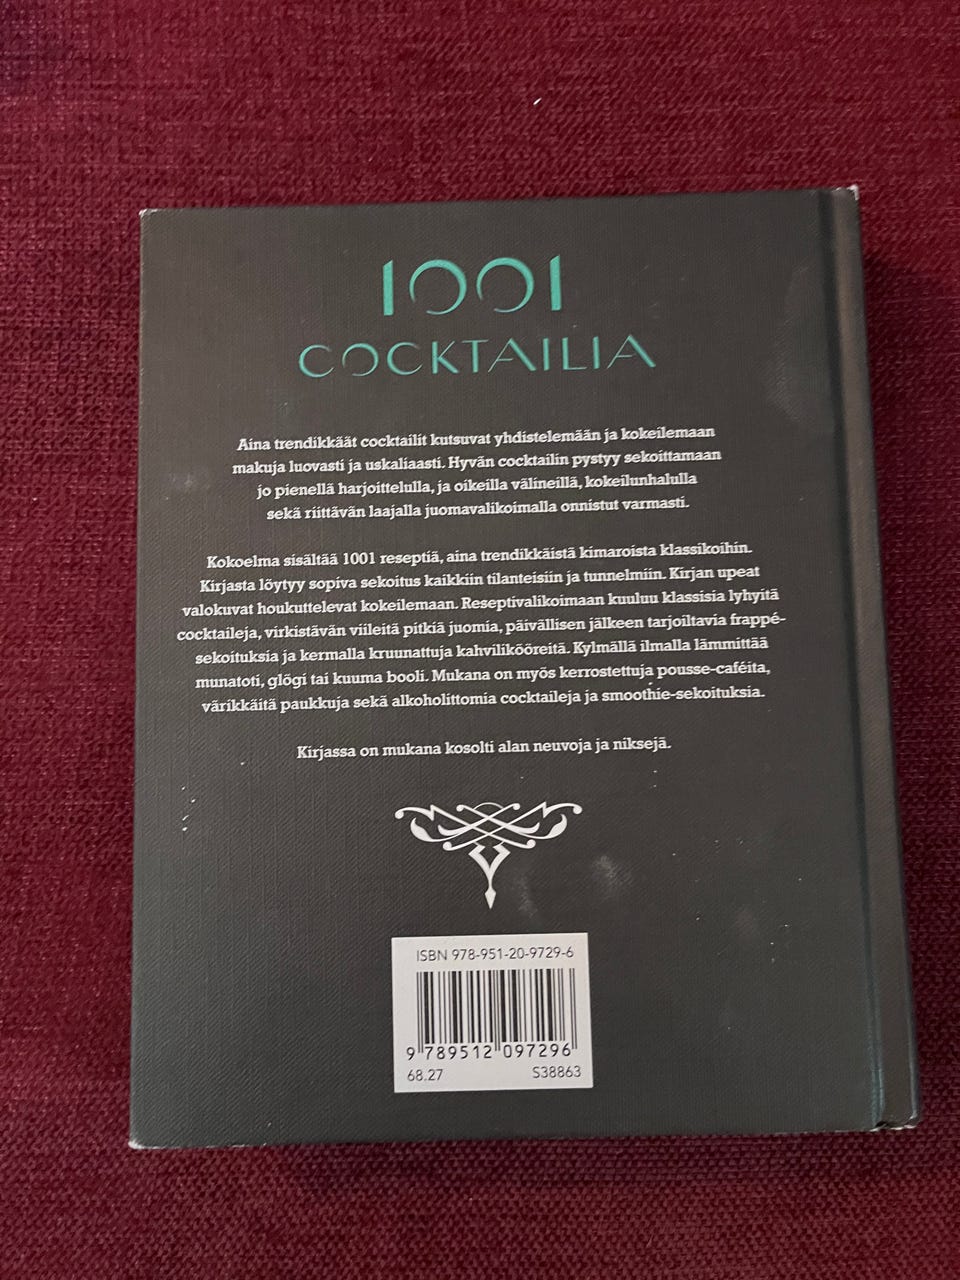 1001
COCKTAILIA
Aina trendikkäät cocktailit kutsuvat yhdistelemään ja kokeilemaan
makuja luovasti ja uskaliaasti. Hyvän cocktailin pystyy sekoittamaan
jo pienellä harjoittelulla, ja oikeilla välineillä, kokeilunhalulla
sekä riittävän laajalla juomavalikoimalla onnistut varmasti.
Kokoelma sisältää 1001 reseptiä, aina trendikkäistä kimaroista klassikoihin.
Kirjasta löytyy sopiva sekoitus kaikkiin tilanteisiin ja tunnelmiin. Kirjan upeat
valokuvat houkuttelevat kokeilemaan. Reseptivalikoimaan kuuluu klassisia lyhyitä
cocktaileja, virkistävän viileitä pitkiä juomia, päivällisen jälkeen tarjoiltavia frappé-
sekoituksia ja kermalla kruunattuja kahvilikööreitä. Kylmällä ilmalla lämmittää
munatoti, glögi tai kuuma booli. Mukana on myös kerrostettuja pousse-caféita,
värikkäitä paukkuja sekä alkoholittomia cocktaileja ja smoothie-sekoituksia.
Kirjassa on mukana kosolti alan neuvoja ja niksejä.
ISBN 978-951-20-9729-6
9 789512 097296
68.27 S38863